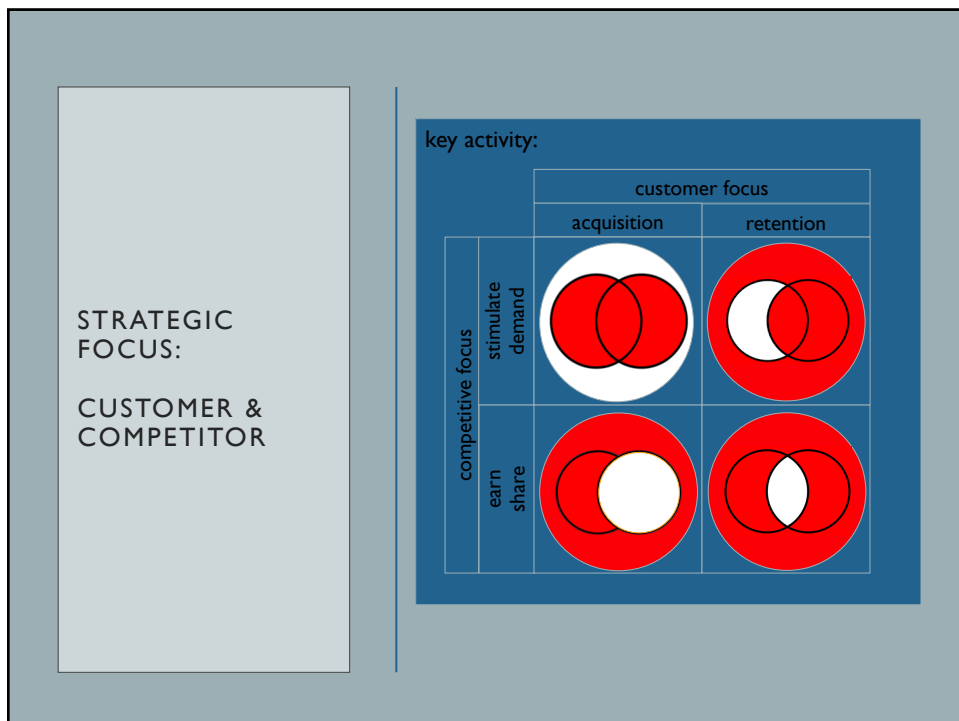 STRATEGIC
FOCUS:
CUSTOMER &
COMPETITOR
key activity:
customer focus
acquisition
retention
competitive focus
stimulate
demand
earn
share